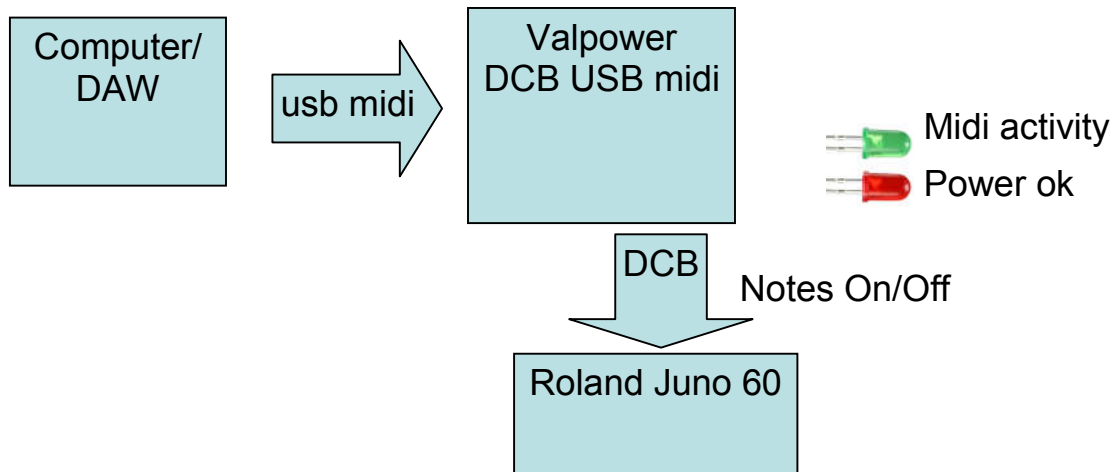 Computer/
DAW
usb midi
Valpower
DCB USB midi
Midi activity
Power ok
DCB
Notes On/Off
Roland Juno 60